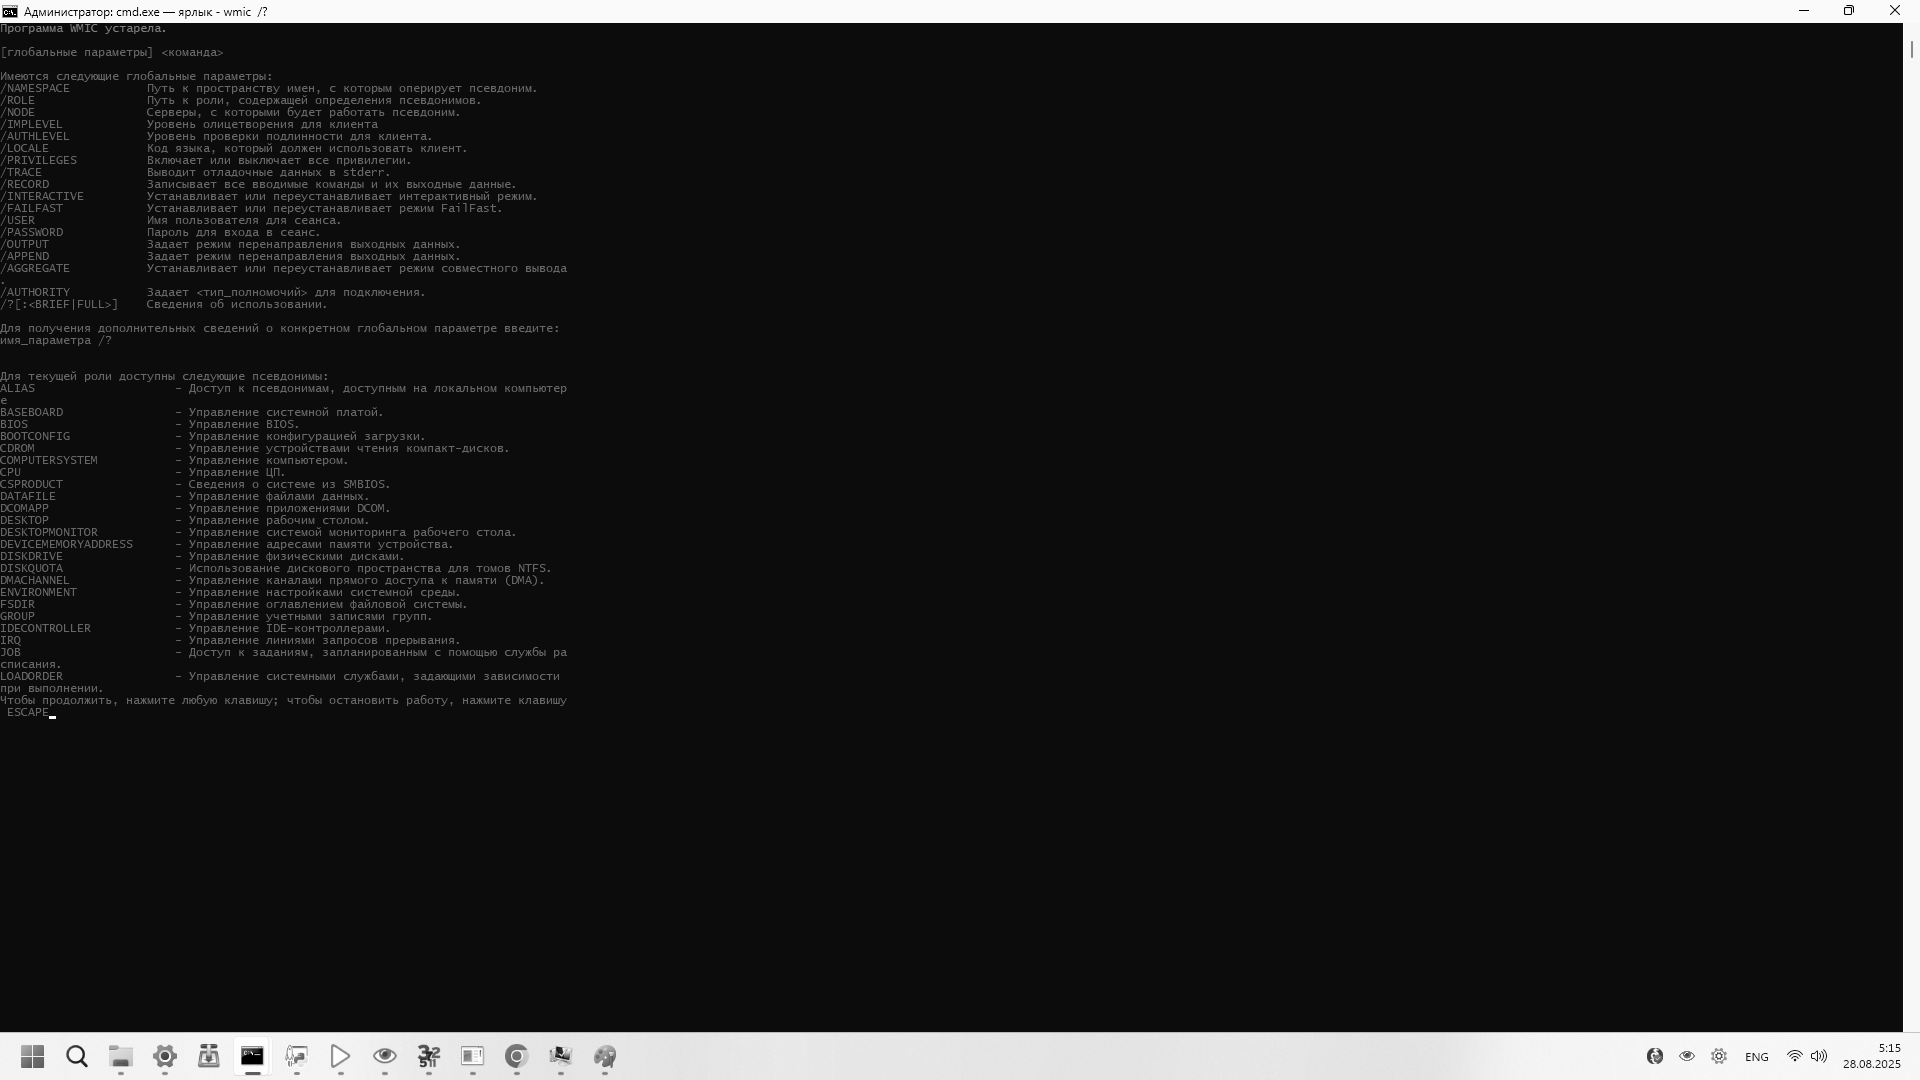 Администратор: cmd.exe — ярлык - wmic /?
Программа WMIC устарела.
[глобальные параметры] <команда>
Имеются следующие глобальные параметры:
/NAMESPACE Путь к пространству имен, с которым оперирует псевдоним.
/ROLE Путь к роли, содержащей определения псевдонимов.
/NODE Серверы, с которыми будет работать псевдоним.
/IMPLEVEL Уровень олицетворения для клиента
/AUTHLEVEL Уровень проверки подлинности для клиента.
/LOCALE Код языка, который должен использовать клиент.
/PRIVILEGES Включает или выключает все привилегии.
/TRACE Выводит отладочные данные в stderr.
/RECORD Записывает все вводимые команды и их выходные данные.
/INTERACTIVE Устанавливает или переустанавливает интерактивный режим.
/FAILFAST Устанавливает или переустанавливает режим FailFast.
/USER Имя пользователя для сеанса.
/PASSWORD Пароль для входа в сеанс.
/OUTPUT Задает режим перенаправления выходных данных.
/APPEND Задает режим перенаправления выходных данных.
/AGGREGATE Устанавливает или переустанавливает режим совместного вывода
.
/AUTHORITY Задает <тип_полномочий> для подключения.
/?[:<BRIEF|FULL>] Сведения об использовании.
Для получения дополнительных сведений о конкретном глобальном параметре введите:
имя_параметра /?
Для текущей роли доступны следующие псевдонимы:
ALIAS - Доступ к псевдонимам, доступным на локальном компьютер
е
BASEBOARD - Управление системной платой.
BIOS - Управление BIOS.
BOOTCONFIG - Управление конфигурацией загрузки.
CDROM - Управление устройствами чтения компакт-дисков.
COMPUTERSYSTEM - Управление компьютером.
CPU - Управление ЦП.
CSPRODUCT - Сведения о системе из SMBIOS.
DATAFILE - Управление файлами данных.
DCOMAPP - Управление приложениями DCOM.
DESKTOP - Управление рабочим столом.
DESKTOPMONITOR - Управление системой мониторинга рабочего стола.
DEVICEMEMORYADDRESS - Управление адресами памяти устройства.
DISKDRIVE - Управление физическими дисками.
DISKQUOTA - Использование дискового пространства для томов NTFS.
DMACHANNEL - Управление каналами прямого доступа к памяти (DMA).
ENVIRONMENT - Управление настройками системной среды.
FSDIR - Управление оглавлением файловой системы.
GROUP - Управление учетными записями групп.
IDECONTROLLER - Управление IDE-контроллерами.
IRQ - Управление линиями запросов прерывания.
JOB - Доступ к заданиям, запланированным с помощью службы ра
списания.
LOADORDER - Управление системными службами, задающими зависимости
при выполнении.
Чтобы продолжить, нажмите любую клавишу; чтобы остановить работу, нажмите клавишу
ESCAPE
ENG
5:15
28.08.2025